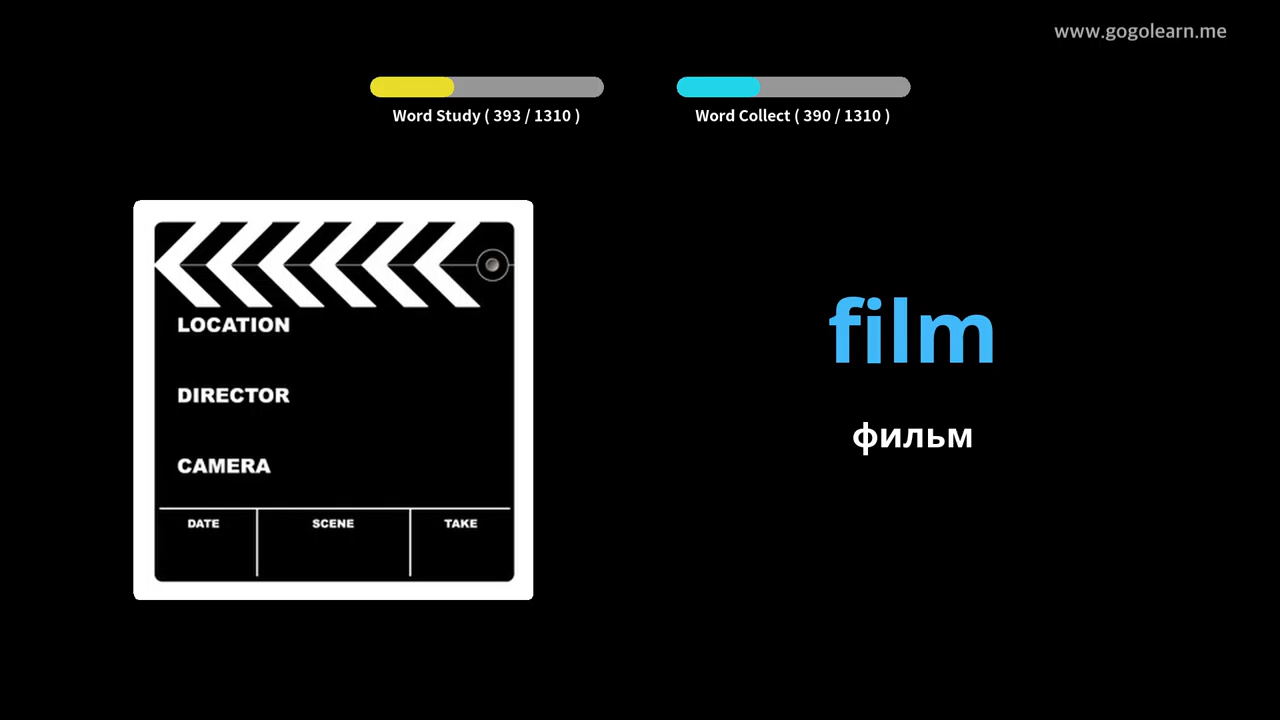 www.gogolearn.me
Word Study ( 393 / 1310 )
Word Collect ( 390 / 1310 )
LOCATION
DIRECTOR
CAMERA
DATE
SCENE
TAKE
film
фильм